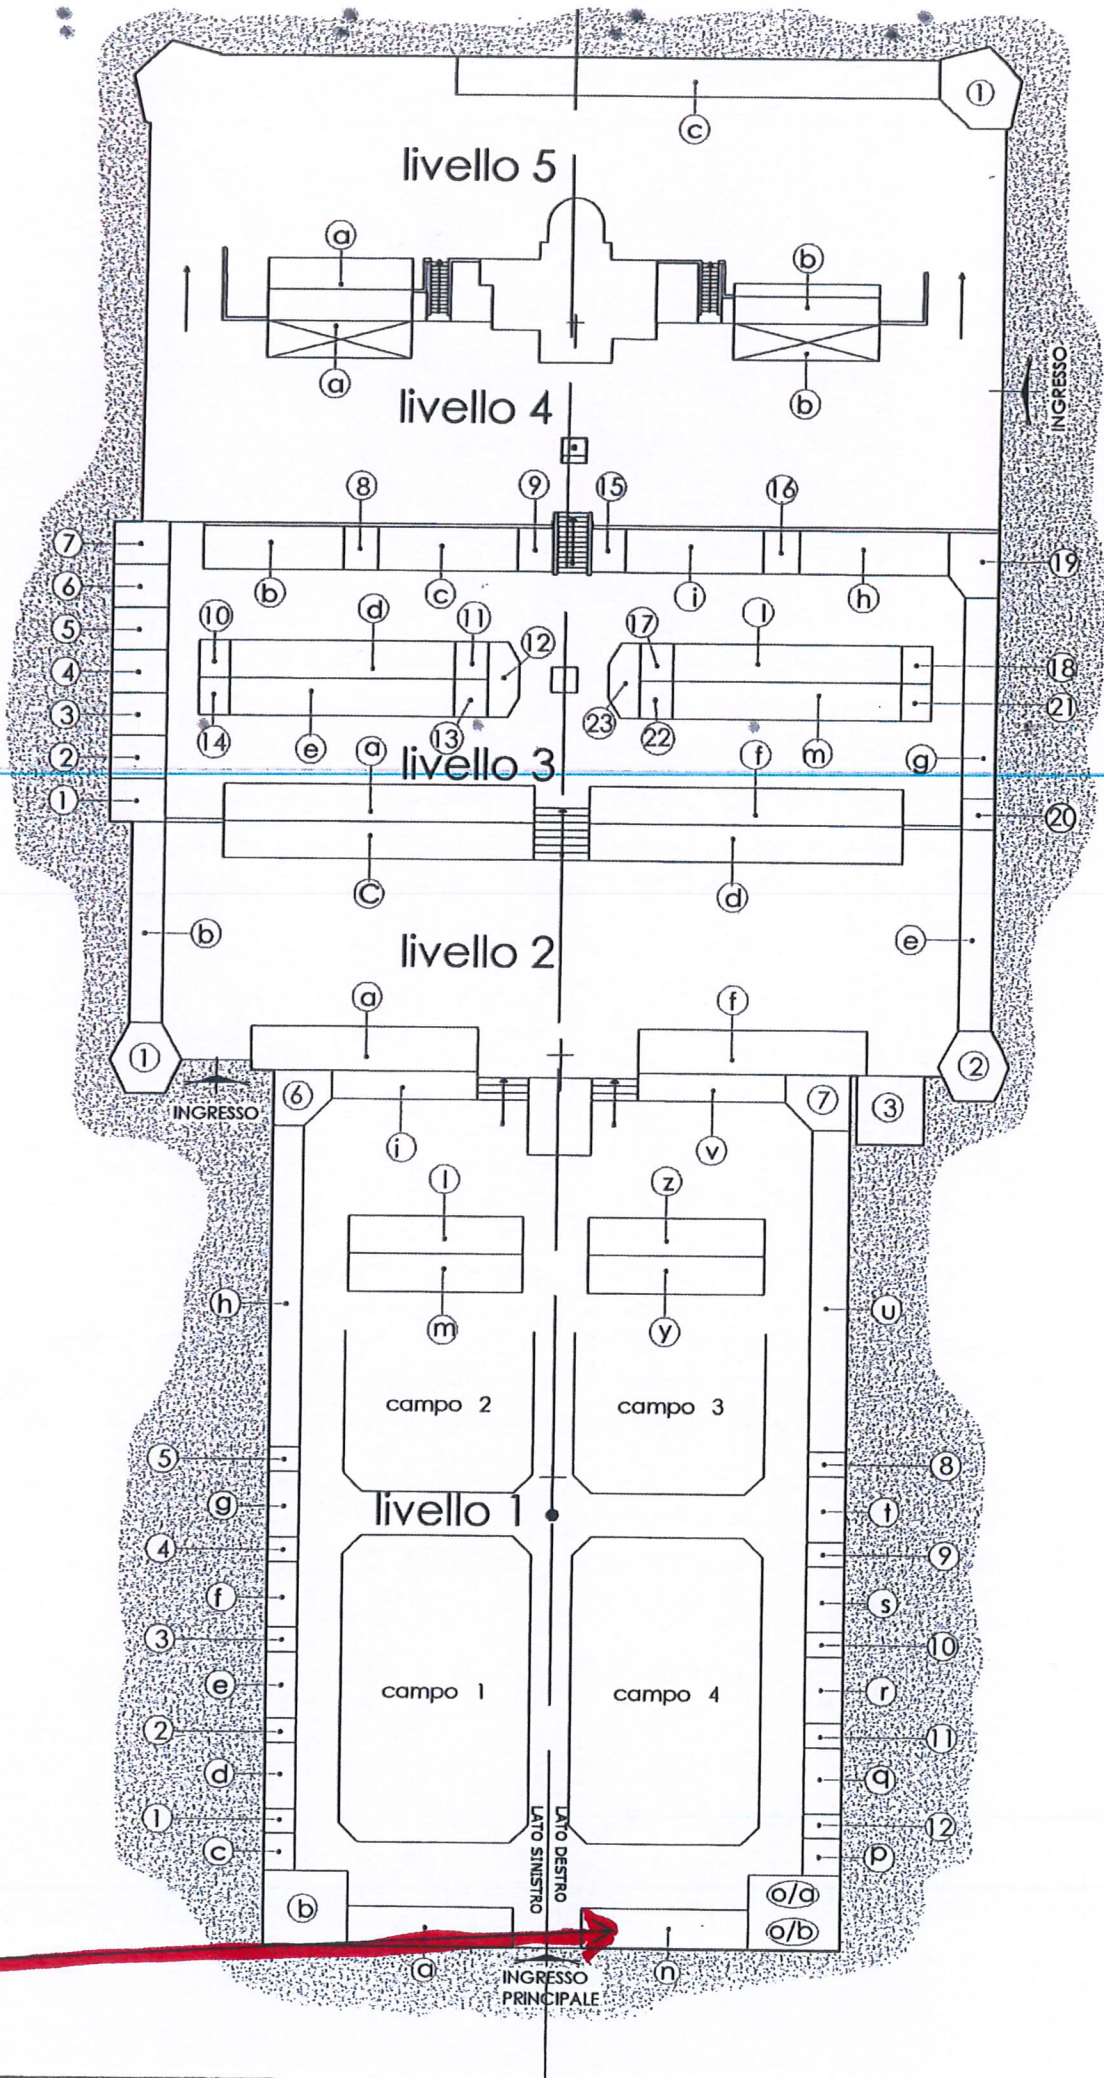 1
c
livello 5
a
b
a
b
livello 4
INGRESSO
8
9
15
16
7
19
6
b
c
i
h
5
10
d
11
12
17
l
4
18
3
21
14
e
13
23
22
m
2
a
livello 3
f
g
1
20
C
d
b
livello 2
e
a
f
1
2
INGRESSO
6
7
3
i
v
l
z
h
u
m
y
campo 2
campo 3
5
8
g
livello 1
t
4
9
f
s
3
10
e
campo 1
campo 4
r
2
11
d
q
1
12
c
LATO SINISTRO
LATO DESTRO
p
b
o/a
o/b
a
INGRESSO
PRINCIPALE
n